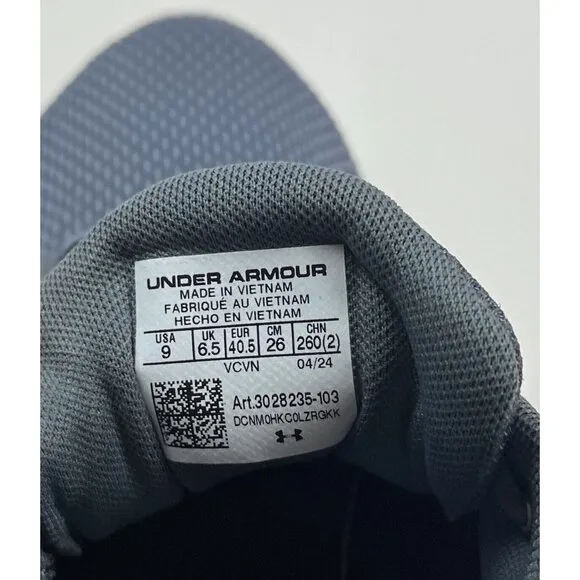 UNDER ARMOUR
MADE IN VIETNAM
FABRIQUÉ AU VIETNAM
HECHO EN VIETNAM
USA UK EUR CM CHN
9 6.5 40.5 26 260(2)
VCVN 04/24
Art.3028235-103
DCNM0HKC0LZRGKK